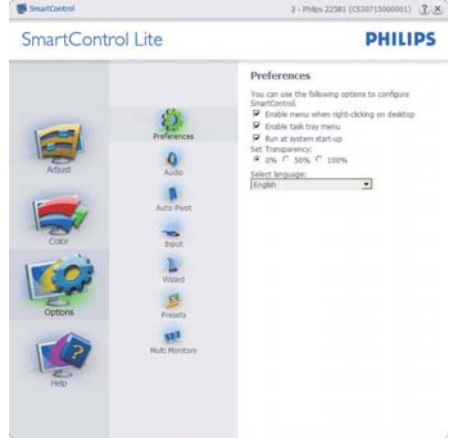 SmartControl
2 - Philips 225B1 (CS30715000001)
SmartControl Lite
PHILIPS
Adjust
Color
Options
Help
Preferences
Audio
Auto Pivot
Input
Wizard
Presets
Multi Monitors
Preferences
You can use the following options to configure
SmartControl.
Enable menu when right-clicking on desktop
Enable task tray menu
Run at system start-up
Set Transparency:
0% 50% 100%
Select language:
English